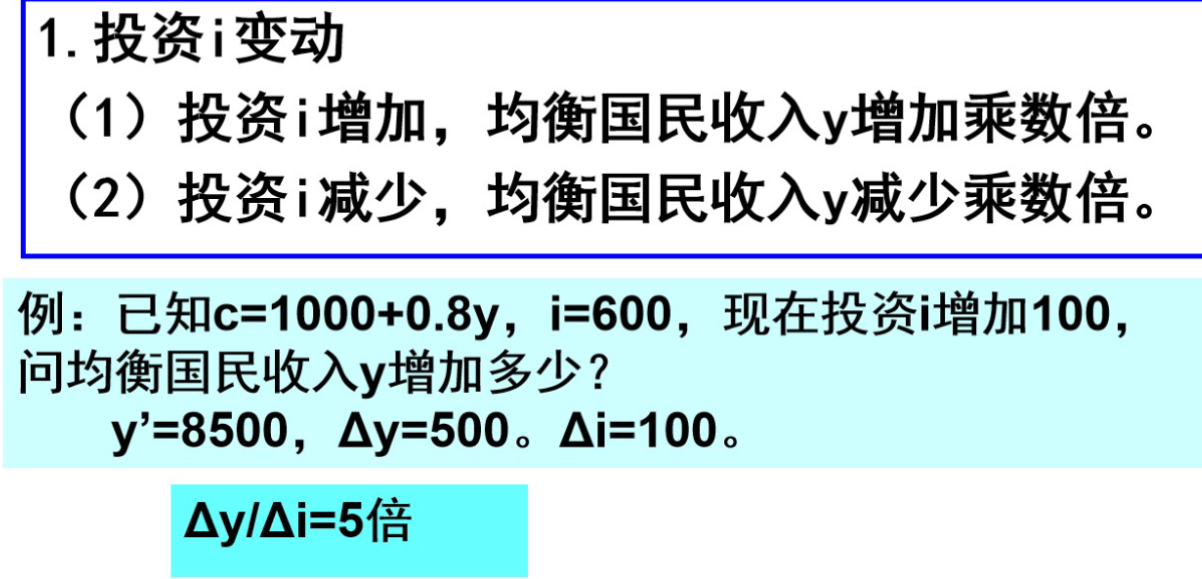 1.投资i变动
（1）投资i增加，均衡国民收入y增加乘数倍。
（2）投资i减少，均衡国民收入y减少乘数倍。
例：已知c=1000+0.8y，i=600，现在投资i增加100，
问均衡国民收入y增加多少？
y’=8500，Δy=500。Δi=100。
Δy/Δi=5倍